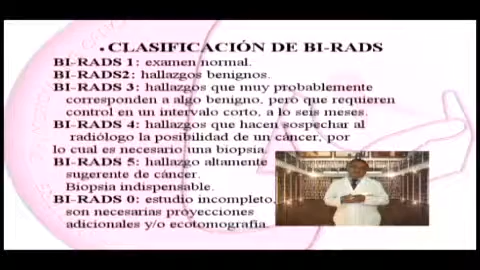 • CLASIFICACIÓN DE BI-RADS
BI-RADS 1: examen normal.
BI-RADS2: hallazgos benignos.
BI-RADS 3: hallazgos que muy probablemente
corresponden a algo benigno, pero que requieren
control en un intervalo corto, a lo seis meses.
BI-RADS 4: hallazgos que hacen sospechar al
radiólogo la posibilidad de un cáncer, por
lo cual es necesario una biopsia.
BI-RADS 5: hallazgo altamente
sugerente de cáncer.
Biopsia indispensable.
BI-RADS 0: estudio incompleto,
son necesarias proyecciones
adicionales y/o ecotomografía.